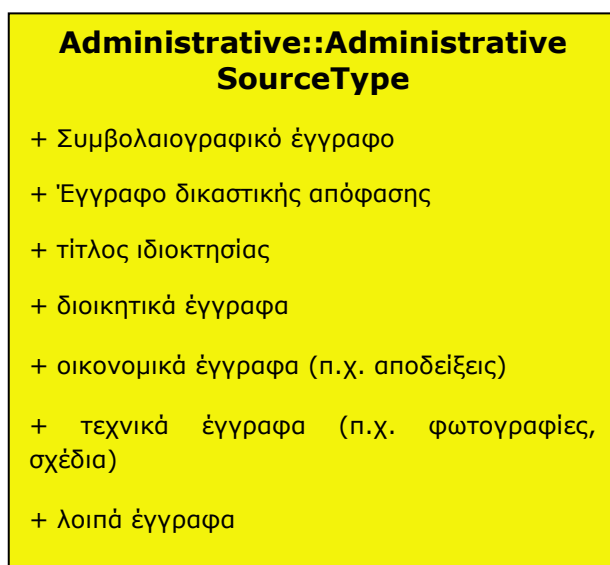 Administrative::Administrative
SourceType
+ Συμβολαιογραφικό έγγραφο
+ Έγγραφο δικαστικής απόφασης
+ τίτλος ιδιοκτησίας
+ διοικητικά έγγραφα
+ οικονομικά έγγραφα (π.χ. αποδείξεις)
+ τεχνικά έγγραφα (π.χ. φωτογραφίες,
σχέδια)
+ λοιπά έγγραφα